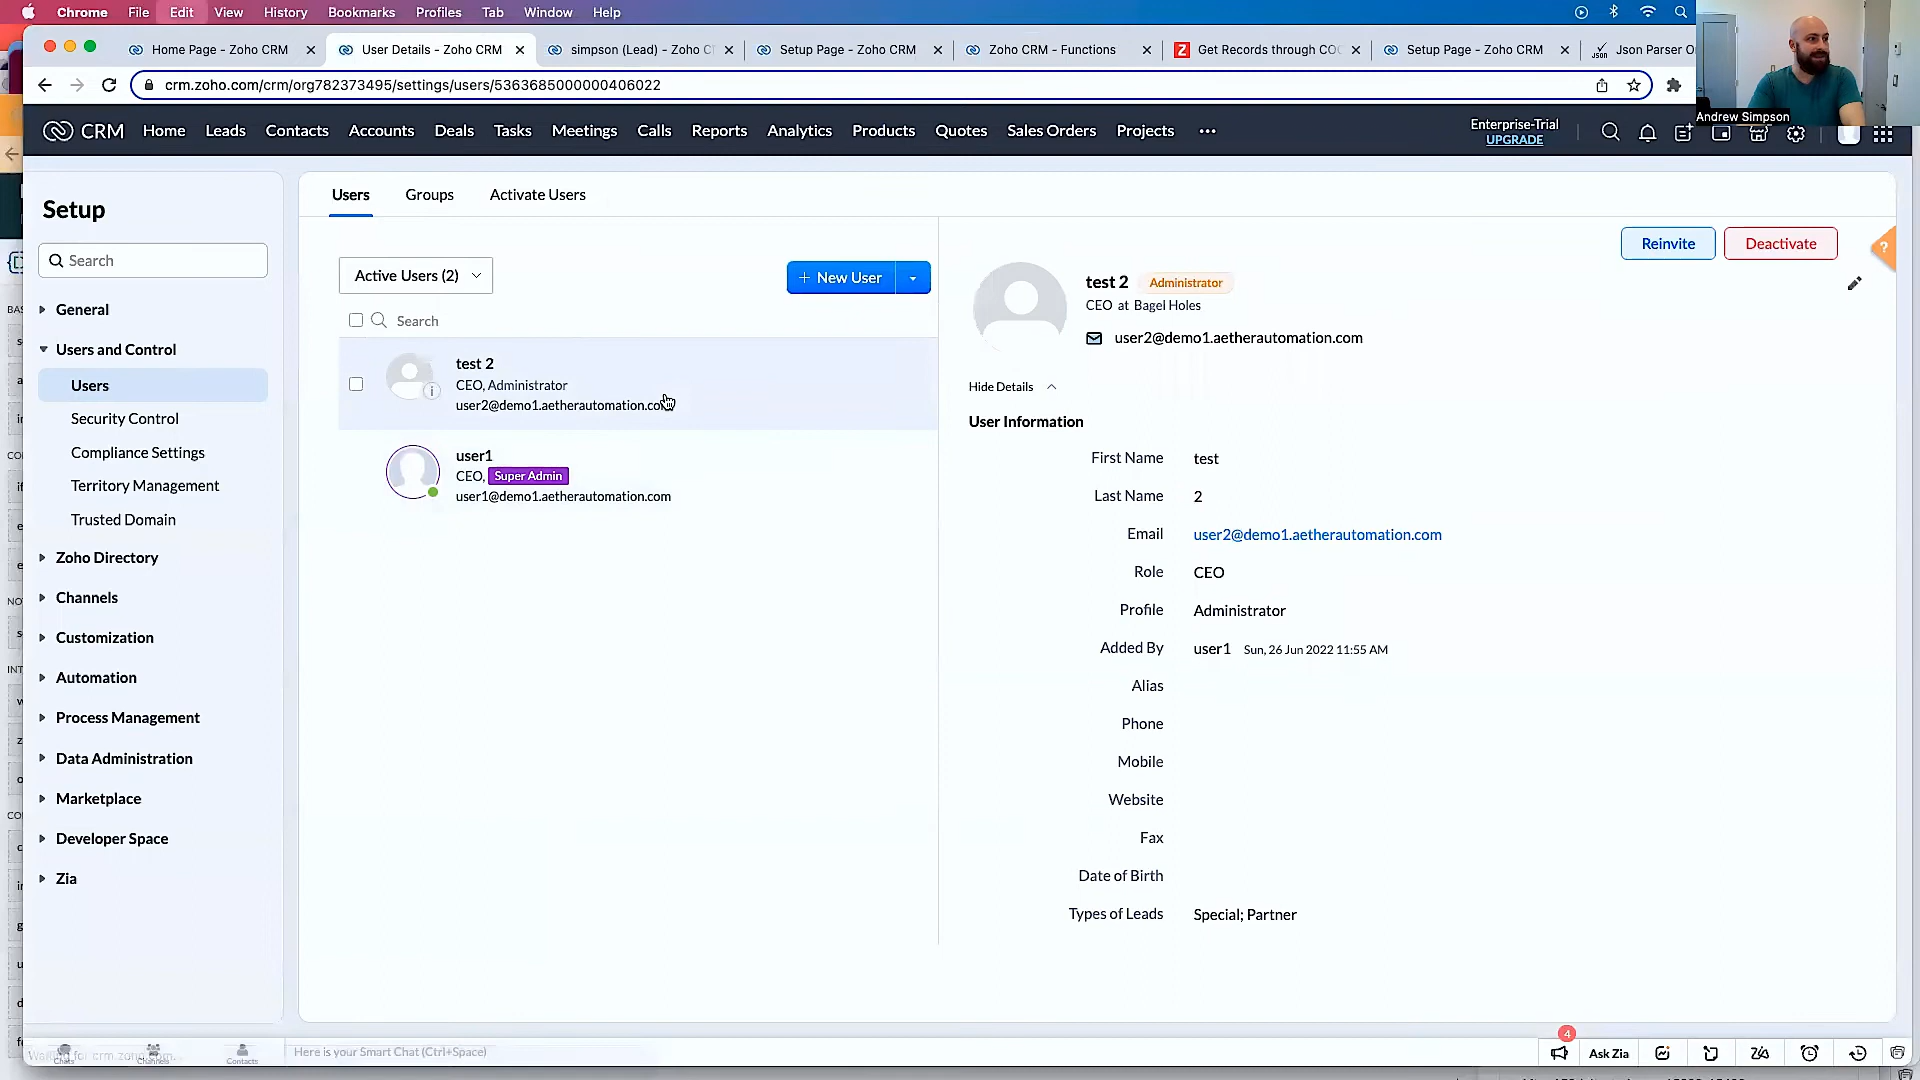 Chrome File Edit View History Bookmarks Profiles Tab Window Help
Home Page - Zoho CRM
User Details - Zoho CRM
simpson (Lead) - Zoho C
Setup Page - Zoho CRM
Zoho CRM - Functions
Get Records through CO
Setup Page - Zoho CRM
Json Parser O
crm.zoho.com/crm/org782373495/settings/users/5363685000000406022
Andrew Simpson
CRM Home Leads Contacts Accounts Deals Tasks Meetings Calls Reports Analytics Products Quotes Sales Orders Projects
Enterprise-Trial
UPGRADE
Setup
Search
General
Users and Control
Users
Security Control
Compliance Settings
Territory Management
Trusted Domain
Zoho Directory
Channels
Customization
Automation
Process Management
Data Administration
Marketplace
Developer Space
Zia
Users Groups Activate Users
Active Users (2)
+ New User
Search
test 2
CEO, Administrator
user2@demo1.aetherautomation.co
user1
CEO, Super Admin
user1@demo1.aetherautomation.com
Reinvite
Deactivate
?
test 2 Administrator
CEO at Bagel Holes
user2@demo1.aetherautomation.com
Hide Details
User Information
First Name test
Last Name 2
Email user2@demo1.aetherautomation.com
Role CEO
Profile Administrator
Added By user1 Sun, 26 Jun 2022 11:55 AM
Alias
Phone
Mobile
Website
Fax
Date of Birth
Types of Leads Special; Partner
Waiting for crm.zoho.com...
Chats Channels Contacts
Here is your Smart Chat (Ctrl+Space)
4
Ask Zia